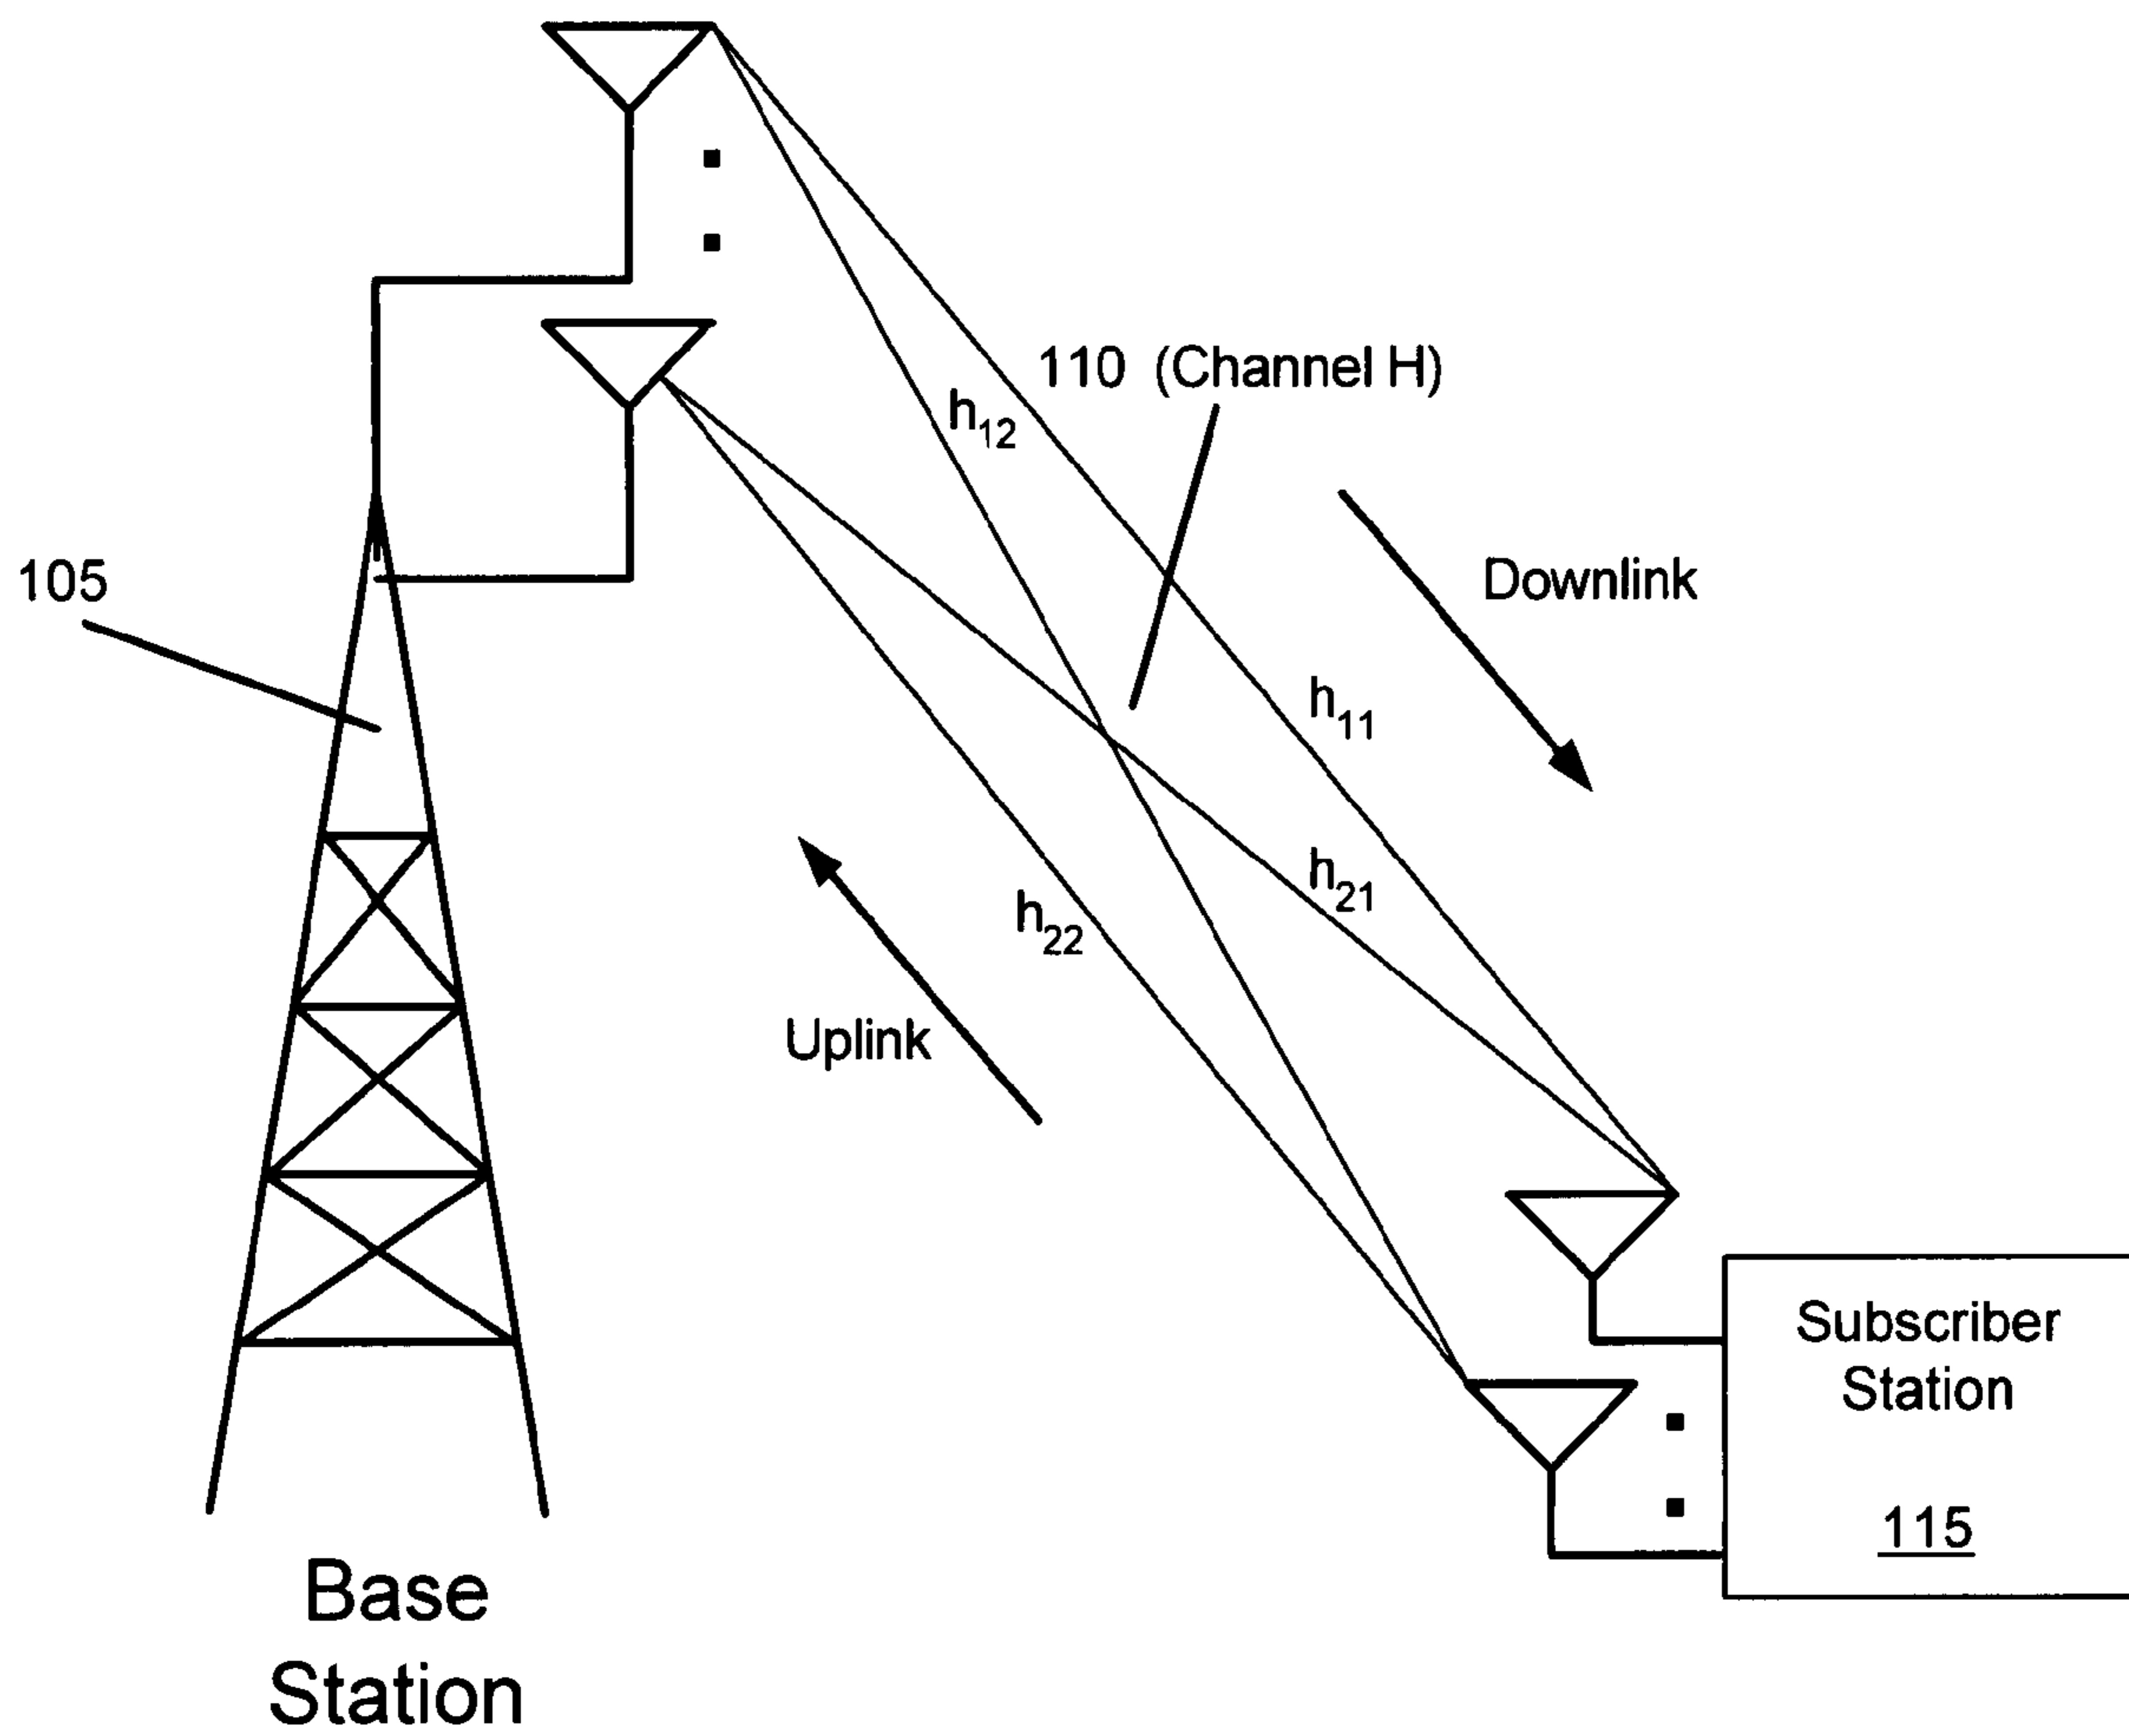 110 (Channel H)
h12
105
Downlink
h11
h21
h22
Uplink
Subscriber
Station
115
Base
Station